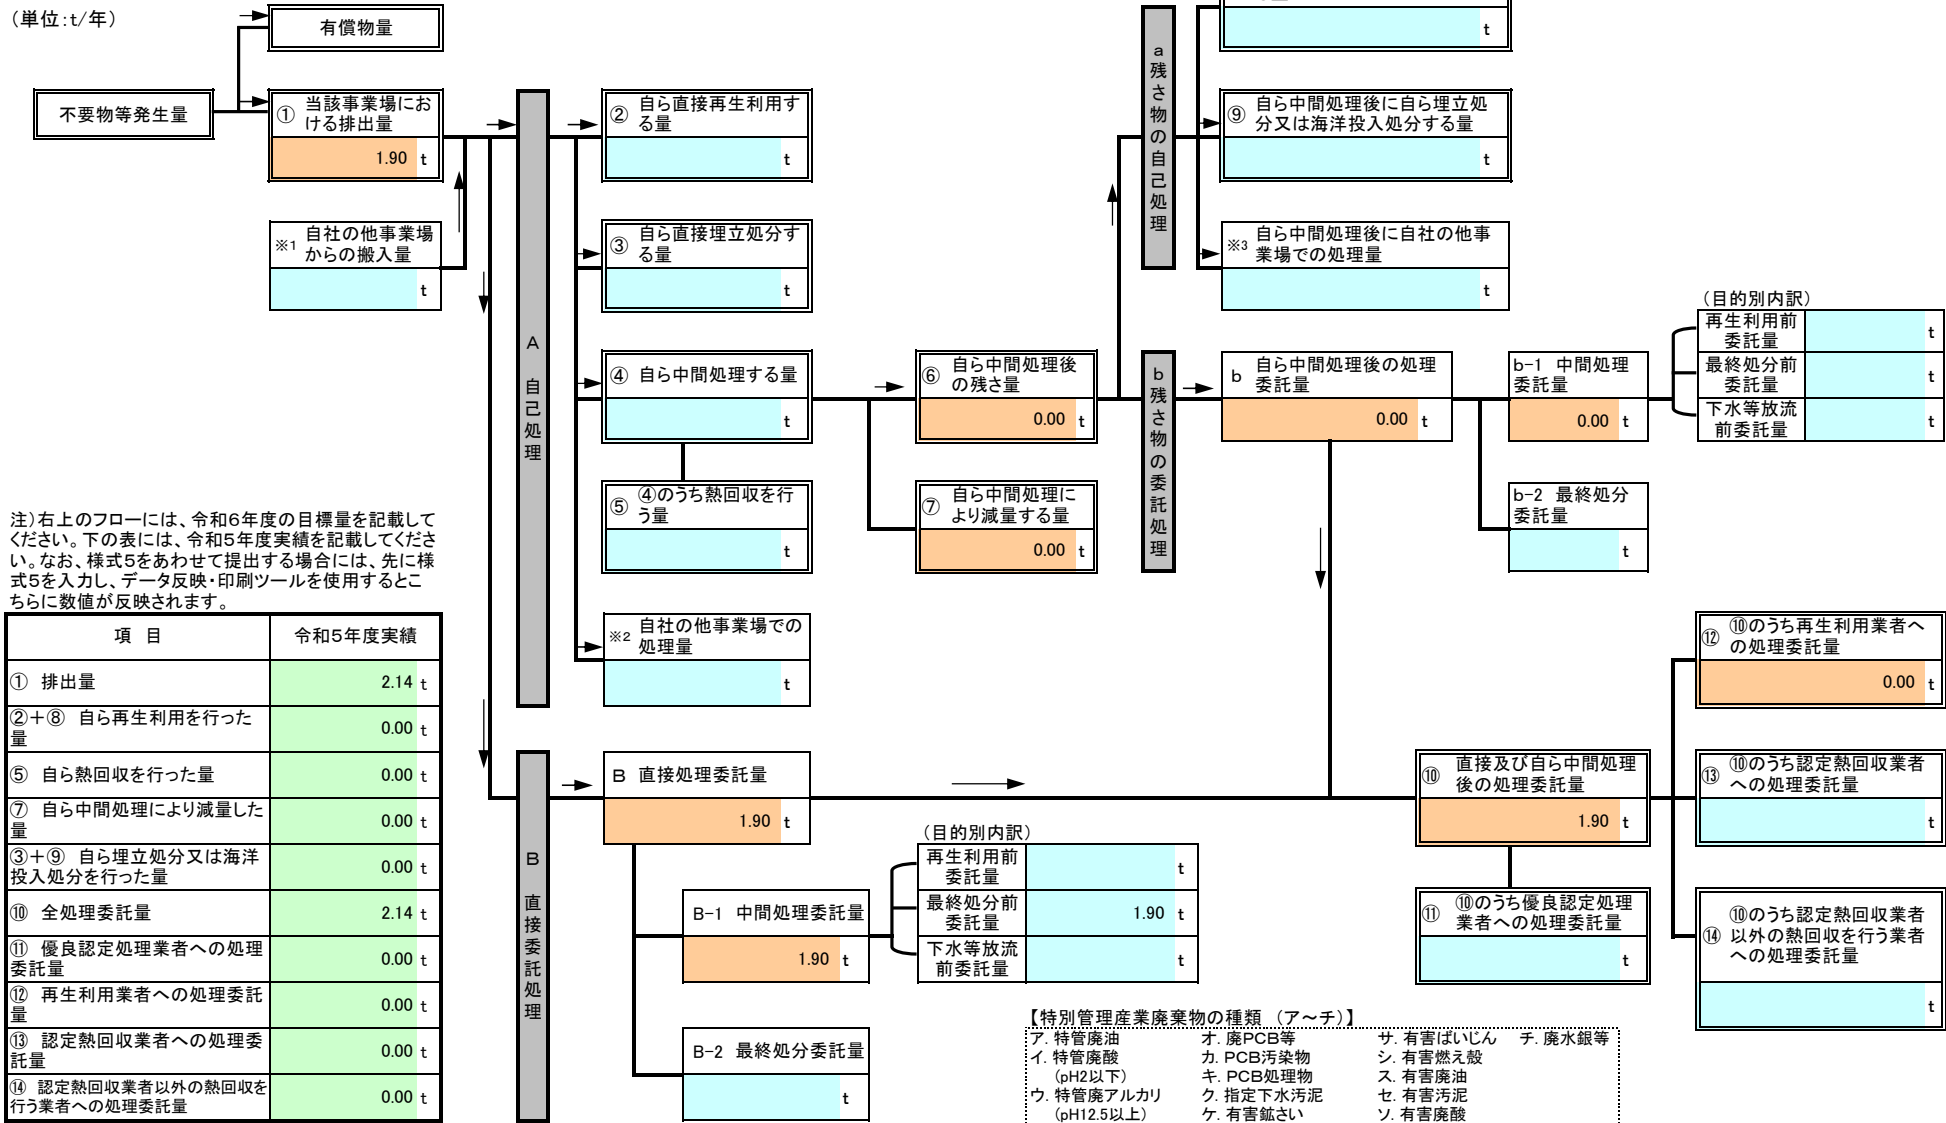 (単位:t/年)
有償物量
不要物等発生量
① 当該事業場にお
ける排出量
1.90 t
※1 自社の他事業場
からの搬入量
t
A 自己処理
② 自ら直接再生利用す
る量
t
③ 自ら直接埋立処分す
る量
t
④ 自ら中間処理する量
t
⑤ ④のうち熱回収を行
う量
t
※2 自社の他事業場での
処理量
t
⑥ 自ら中間処理後
の残さ量
0.00 t
⑦ 自ら中間処理に
より減量する量
0.00 t
a 残さ物の自己処理
t
⑨ 自ら中間処理後に自ら埋立処
分又は海洋投入処分する量
t
※3 自ら中間処理後に自社の他事
業場での処理量
t
b 残さ物の委託処理
b 自ら中間処理後の処理
委託量
0.00 t
b-1 中間処理
委託量
0.00 t
b-2 最終処分
委託量
t
(目的別内訳)
再生利用前
委託量
t
最終処分前
委託量
t
下水等放流
前委託量
t
注)右上のフローには、令和6年度の目標量を記載して
ください。下の表には、令和5年度実績を記載してくださ
い。なお、様式5をあわせて提出する場合には、先に様
式5を入力し、データ反映・印刷ツールを使用するとこ
ちらに数値が反映されます。
項 目 令和5年度実績
① 排出量 2.14 t
②+⑧ 自ら再生利用を行った
量 0.00 t
⑤ 自ら熱回収を行った量 0.00 t
⑦ 自ら中間処理により減量した
量 0.00 t
③+⑨ 自ら埋立処分又は海洋
投入処分を行った量 0.00 t
⑩ 全処理委託量 2.14 t
⑪ 優良認定処理業者への処理
委託量 0.00 t
⑫ 再生利用業者への処理委託
量 0.00 t
⑬ 認定熱回収業者への処理委
託量 0.00 t
⑭ 認定熱回収業者以外の熱回収を
行う業者への処理委託量 0.00 t
B 直接委託処理
B 直接処理委託量
1.90 t
B-1 中間処理委託量
1.90 t
B-2 最終処分委託量
t
(目的別内訳)
再生利用前
委託量
t
最終処分前
委託量
1.90 t
下水等放流
前委託量
t
⑩ 直接及び自ら中間処理
後の処理委託量
1.90 t
⑪ ⑩のうち優良認定処理
業者への処理委託量
t
⑫ ⑩のうち再生利用業者へ
の処理委託量
0.00 t
⑬ ⑩のうち認定熱回収業者
への処理委託量
t
⑭ ⑩のうち認定熱回収業者
以外の熱回収を行う業者
への処理委託量
t
【特別管理産業廃棄物の種類 (ア~チ)】
ア. 特管廃油 オ. 廃PCB等 サ. 有害ばいじん チ. 廃水銀等
イ. 特管廃酸 カ. PCB汚染物 シ. 有害燃え殻
(pH2以下) キ. PCB処理物 ス. 有害廃油
ウ. 特管廃アルカリ ク. 指定下水汚泥 セ. 有害汚泥
(pH12.5以上) ケ. 有害鉱さい ソ. 有害廃酸